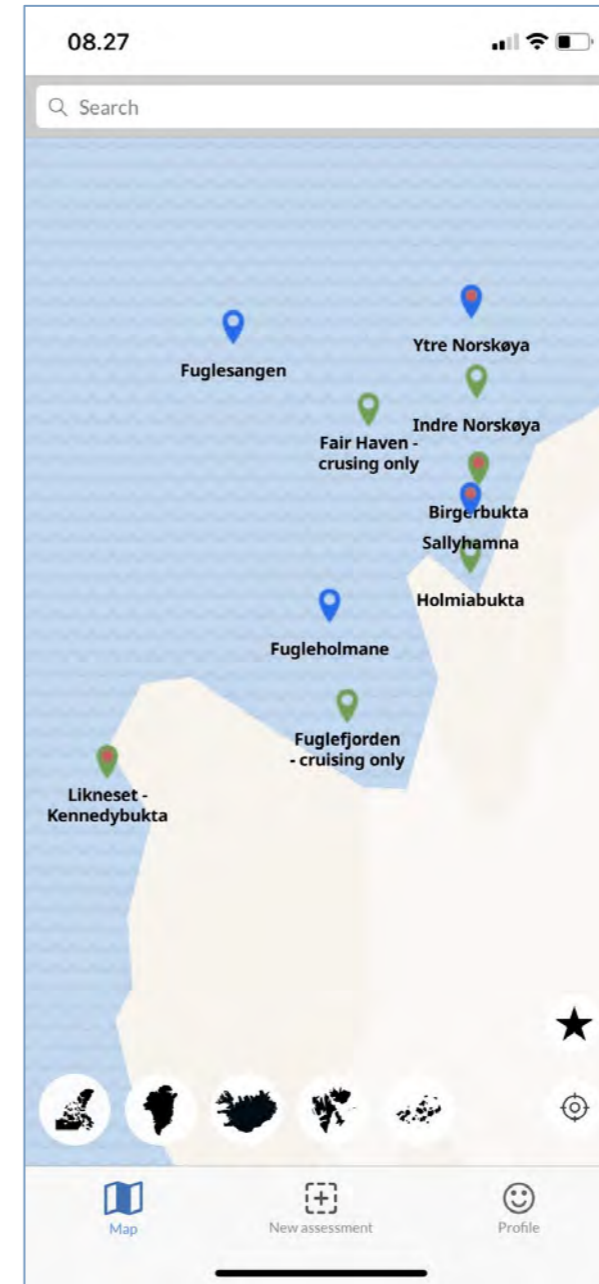 08.27
Search
Ytre Norskøya
Fuglesangen
Indre Norskøya
Fair Haven -
crusing only
Birgerbukta
Sallyhamna
Holmiabukta
Fugleholmane
Fuglefjorden
- cruising only
Likneset -
Kennedybukta
Map
New assessment
Profile